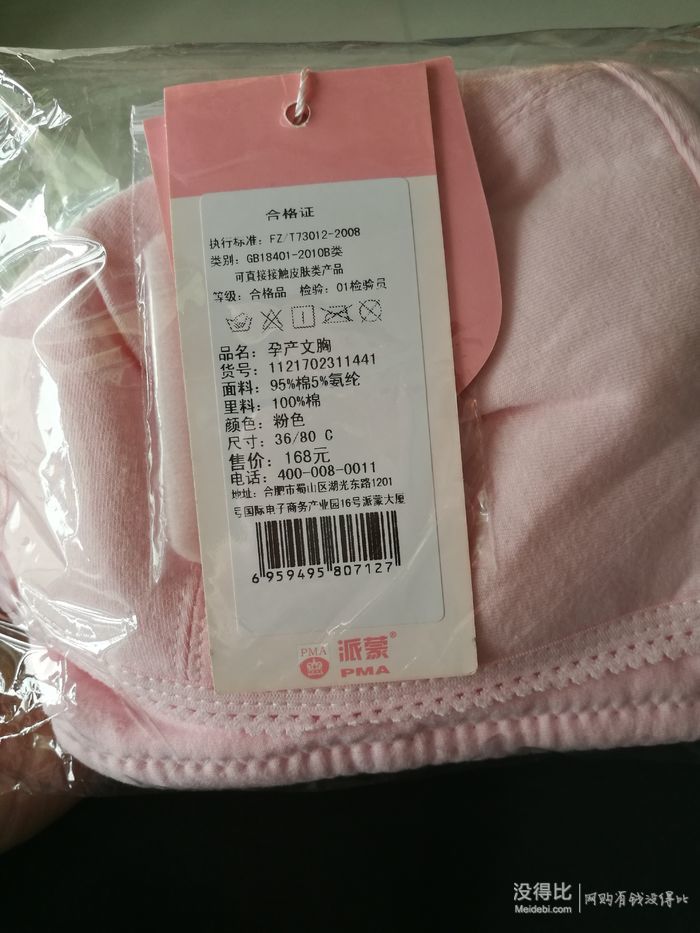 合格证
执行标准：FZ/T73012-2008
类别：GB18401-2010B类
可直接接触皮肤类产品
等级：合格品 检验：01检验员
品名：孕产文胸
货号：1121702311441
面料：95%棉5%氨纶
里料：100%棉
颜色：粉色
尺寸：36/80 C
售价：168元
电话：400-008-0011
地址：合肥市蜀山区湖光东路1201
号国际电子商务产业园16号派蒙大厦
6 959495 807127
PMA 派蒙®
PMA
没得比 网购有钱没得比
Meidebi.com